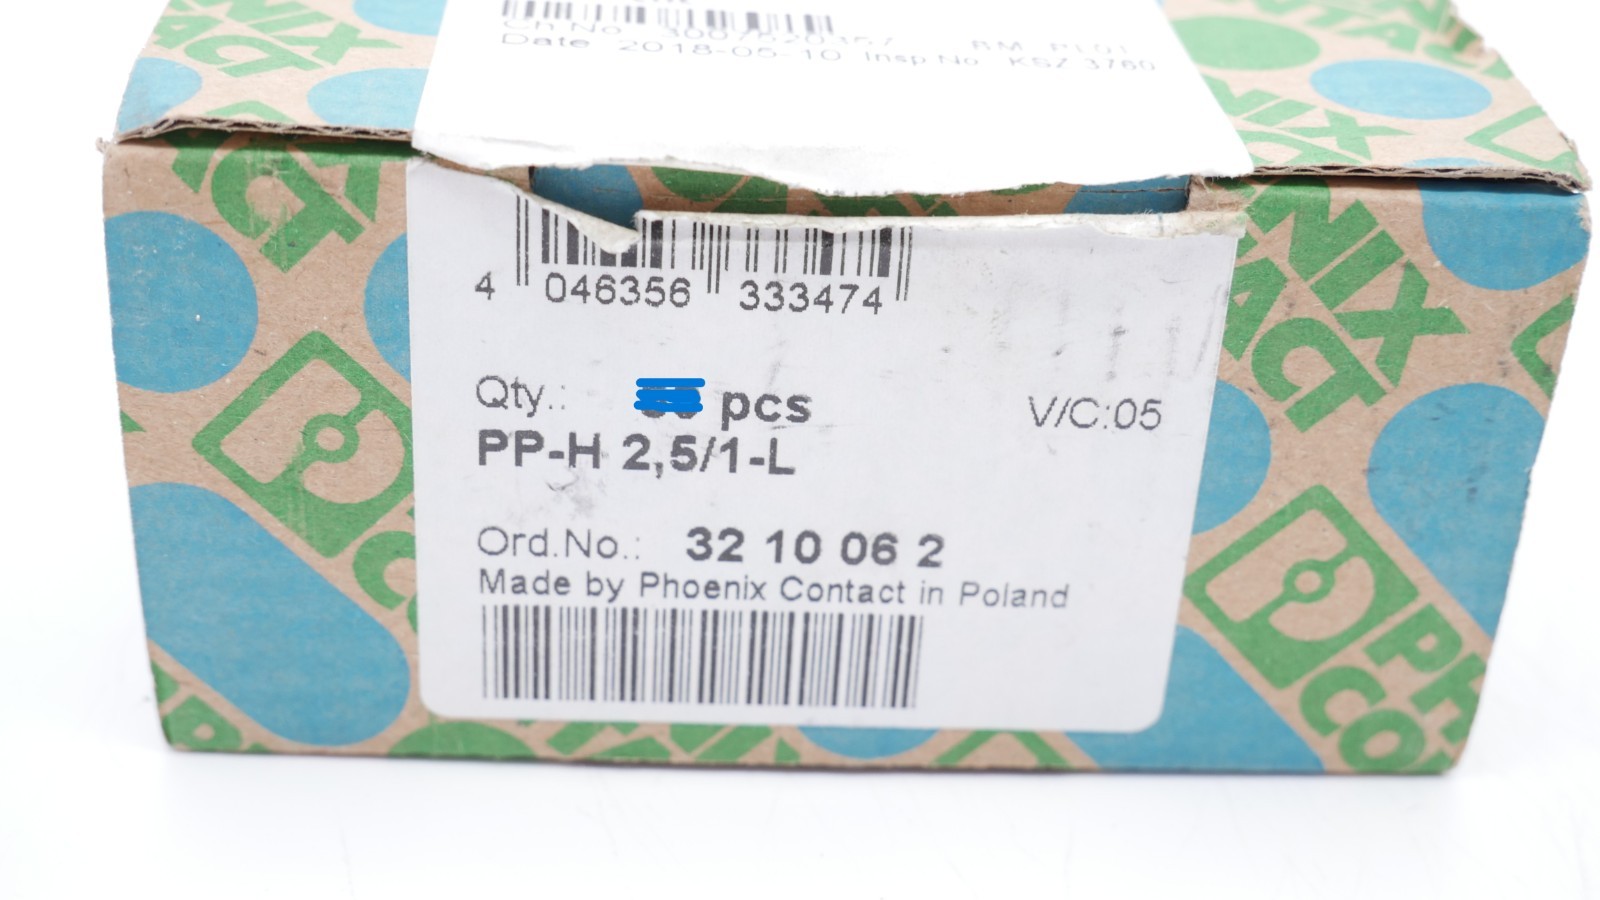 Date 2018-05-10 Insp No KSZ 3760
4 046356 333474
Qty.: pcs
V/C:05
PP-H 2,5/1-L
Ord.No.: 32 10 06 2
Made by Phoenix Contact in Poland